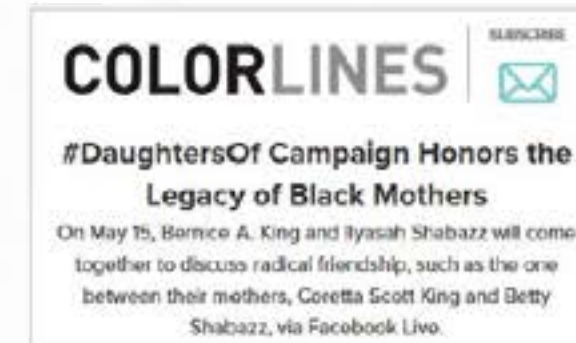 SUBSCRIBE
COLORLINES
#DaughtersOf Campaign Honors the
Legacy of Black Mothers
On May 15, Bernice A. King and Ilyasah Shabazz will come
together to discuss radical friendship, such as the one
between their mothers, Coretta Scott King and Betty
Shabazz, via Facebook Live.